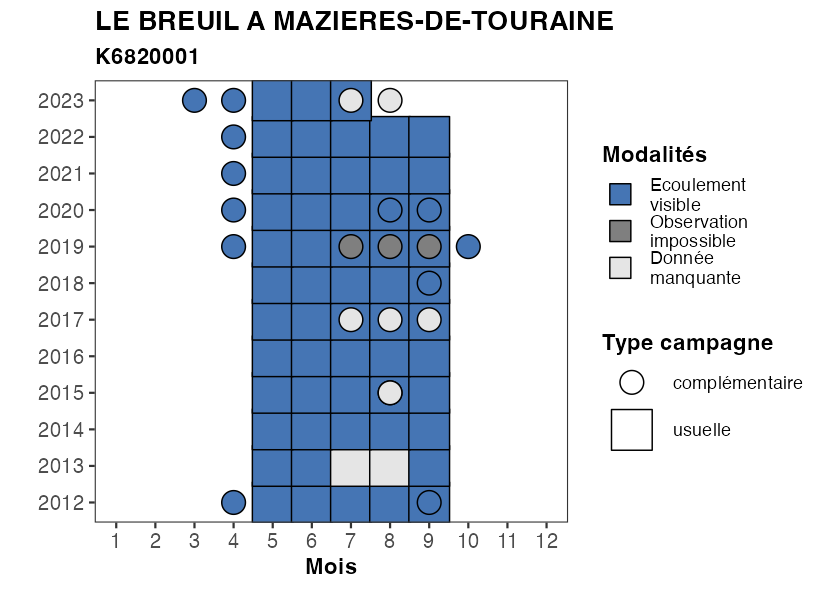 LE BREUIL A MAZIERES-DE-TOURAINE
K6820001
2023
2022
2021
2020
2019
2018
2017
2016
2015
2014
2013
2012
1 2 3 4 5 6 7 8 9 10 11 12
Mois
Modalités
Ecoulement
visible
Observation
impossible
Donnée
manquante
Type campagne
complémentaire
usuelle